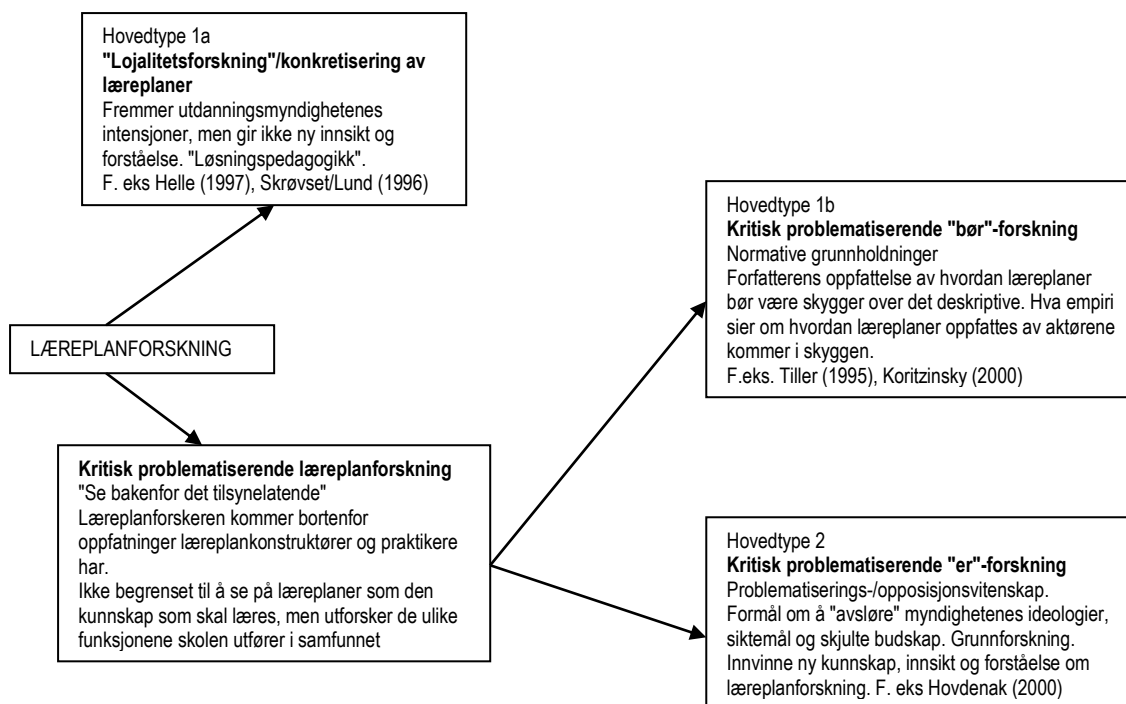 Hovedtype 1a
"Lojalitetsforskning"/konkretisering av
læreplaner
Fremmer utdanningsmyndighetenes
intensjoner, men gir ikke ny innsikt og
forståelse. "Løsningspedagogikk".
F. eks Helle (1997), Skrøvset/Lund (1996)
LÆREPLANFORSKNING
Kritisk problematiserende læreplanforskning
"Se bakenfor det tilsynelatende"
Læreplanforskeren kommer bortenfor
oppfatninger læreplankonstruktører og praktikere
har.
Ikke begrenset til å se på læreplaner som den
kunnskap som skal læres, men utforsker de ulike
funksjonene skolen utfører i samfunnet
Hovedtype 1b
Kritisk problematiserende "bør"-forskning
Normative grunnholdninger
Forfatterens oppfattelse av hvordan læreplaner
bør være skygger over det deskriptive. Hva empiri
sier om hvordan læreplaner oppfattes av aktørene
kommer i skyggen.
F.eks. Tiller (1995), Koritzinsky (2000)
Hovedtype 2
Kritisk problematiserende "er"-forskning
Problematiserings-/opposisjonsvitenskap.
Formål om å "avsløre" myndighetenes ideologier,
siktemål og skjulte budskap. Grunnforskning.
Innvinne ny kunnskap, innsikt og forståelse om
læreplanforskning. F. eks Hovdenak (2000)